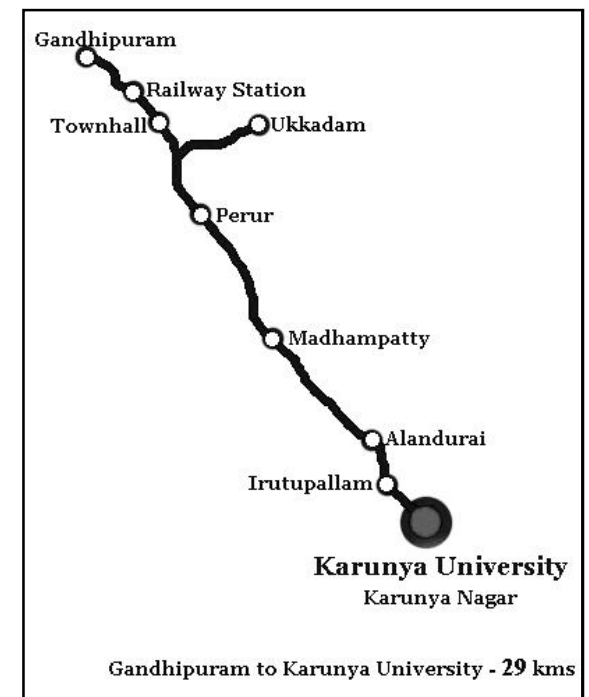 Gandhipuram
Railway Station
Townhall
Ukkadam
Perur
Madhampatty
Alandurai
Irutupallam
Karunya University
Karunya Nagar
Gandhipuram to Karunya University - 29 kms